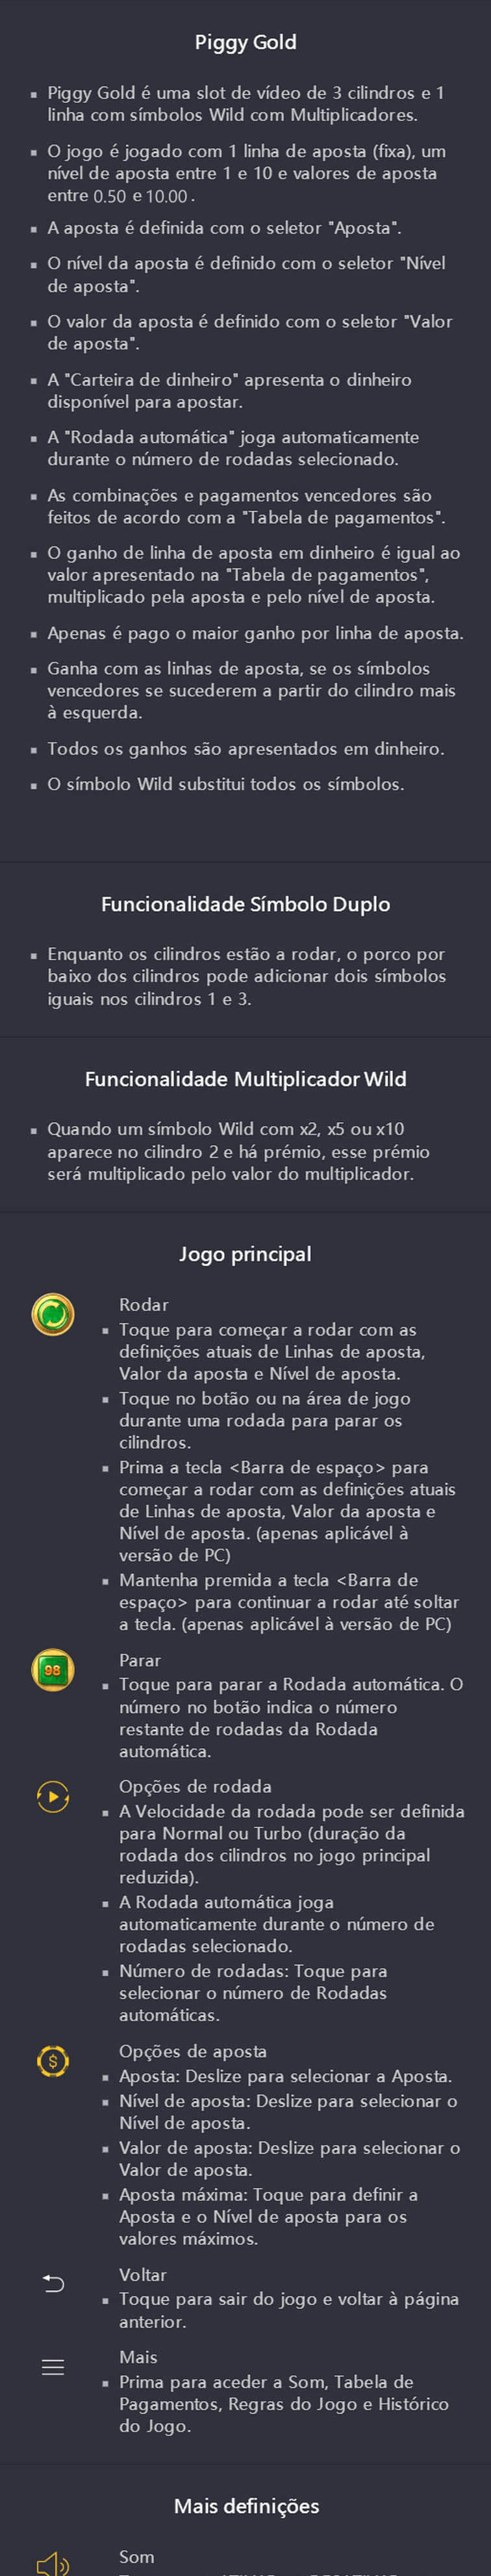 Piggy Gold
Piggy Gold é uma slot de vídeo de 3 cilindros e 1
linha com símbolos Wild com Multiplicadores.
O jogo é jogado com 1 linha de aposta (fixa), um
nível de aposta entre 1 e 10 e valores de aposta
entre 0.50 e 10.00 .
A aposta é definida com o seletor "Aposta".
O nível da aposta é definido com o seletor "Nível
de aposta".
O valor da aposta é definido com o seletor "Valor
de aposta".
A "Carteira de dinheiro" apresenta o dinheiro
disponível para apostar.
A "Rodada automática" joga automaticamente
durante o número de rodadas selecionado.
As combinações e pagamentos vencedores são
feitos de acordo com a "Tabela de pagamentos".
O ganho de linha de aposta em dinheiro é igual ao
valor apresentado na "Tabela de pagamentos",
multiplicado pela aposta e pelo nível de aposta.
Apenas é pago o maior ganho por linha de aposta.
Ganha com as linhas de aposta, se os símbolos
vencedores se sucederem a partir do cilindro mais
à esquerda.
Todos os ganhos são apresentados em dinheiro.
O símbolo Wild substitui todos os símbolos.
Funcionalidade Símbolo Duplo
Enquanto os cilindros estão a rodar, o porco por
baixo dos cilindros pode adicionar dois símbolos
iguais nos cilindros 1 e 3.
Funcionalidade Multiplicador Wild
Quando um símbolo Wild com x2, x5 ou x10
aparece no cilindro 2 e há prémio, esse prémio
será multiplicado pelo valor do multiplicador.
Jogo principal
Rodar
Toque para começar a rodar com as
definições atuais de Linhas de aposta,
Valor da aposta e Nível de aposta.
Toque no botão ou na área de jogo
durante uma rodada para parar os
cilindros.
Prima a tecla <Barra de espaço> para
começar a rodar com as definições atuais
de Linhas de aposta, Valor da aposta e
Nível de aposta. (apenas aplicável à
versão de PC)
Mantenha premida a tecla <Barra de
espaço> para continuar a rodar até soltar
a tecla. (apenas aplicável à versão de PC)
98
Parar
Toque para parar a Rodada automática. O
número no botão indica o número
restante de rodadas da Rodada
automática.
Opções de rodada
A Velocidade da rodada pode ser definida
para Normal ou Turbo (duração da
rodada dos cilindros no jogo principal
reduzida).
A Rodada automática joga
automaticamente durante o número de
rodadas selecionado.
Número de rodadas: Toque para
selecionar o número de Rodadas
automáticas.
$
Opções de aposta
Aposta: Deslize para selecionar a Aposta.
Nível de aposta: Deslize para selecionar o
Nível de aposta.
Valor de aposta: Deslize para selecionar o
Valor de aposta.
Aposta máxima: Toque para definir a
Aposta e o Nível de aposta para os
valores máximos.
Voltar
Toque para sair do jogo e voltar à página
anterior.
Mais
Prima para aceder a Som, Tabela de
Pagamentos, Regras do Jogo e Histórico
do Jogo.
Mais definições
Som